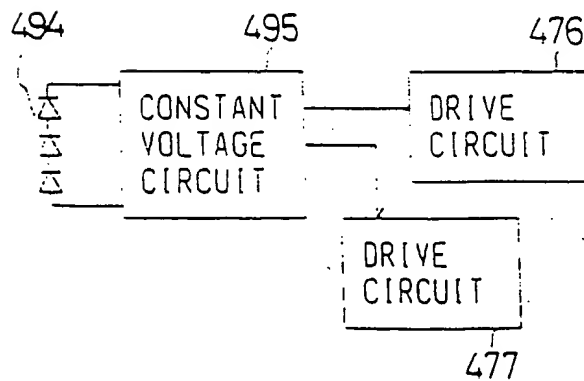 494
495
476
CONSTANT
VOLTAGE
CIRCUIT
DRIVE
CIRCUIT
DRIVE
CIRCUIT
477